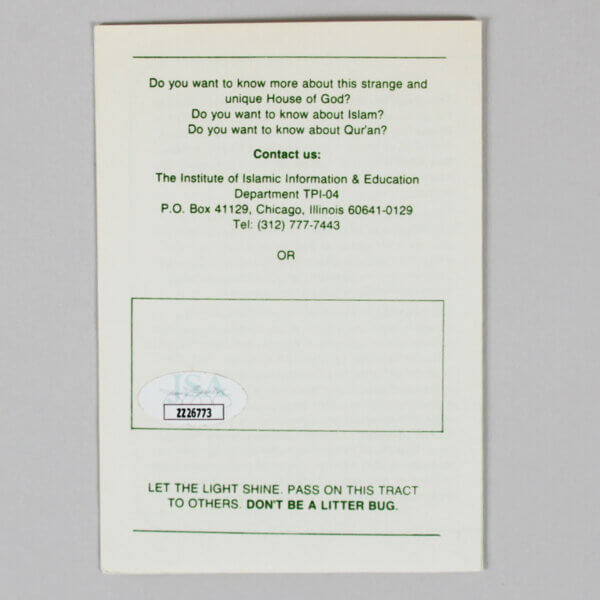 Do you want to know more about this strange and
unique House of God?
Do you want to know about Islam?
Do you want to know about Qur'an?
Contact us:
The Institute of Islamic Information & Education
Department TPI-04
P.O. Box 41129, Chicago, Illinois 60641-0129
Tel: (312) 777-7443
OR
JSA
ZZ26773
LET THE LIGHT SHINE. PASS ON THIS TRACT
TO OTHERS. DON'T BE A LITTER BUG.